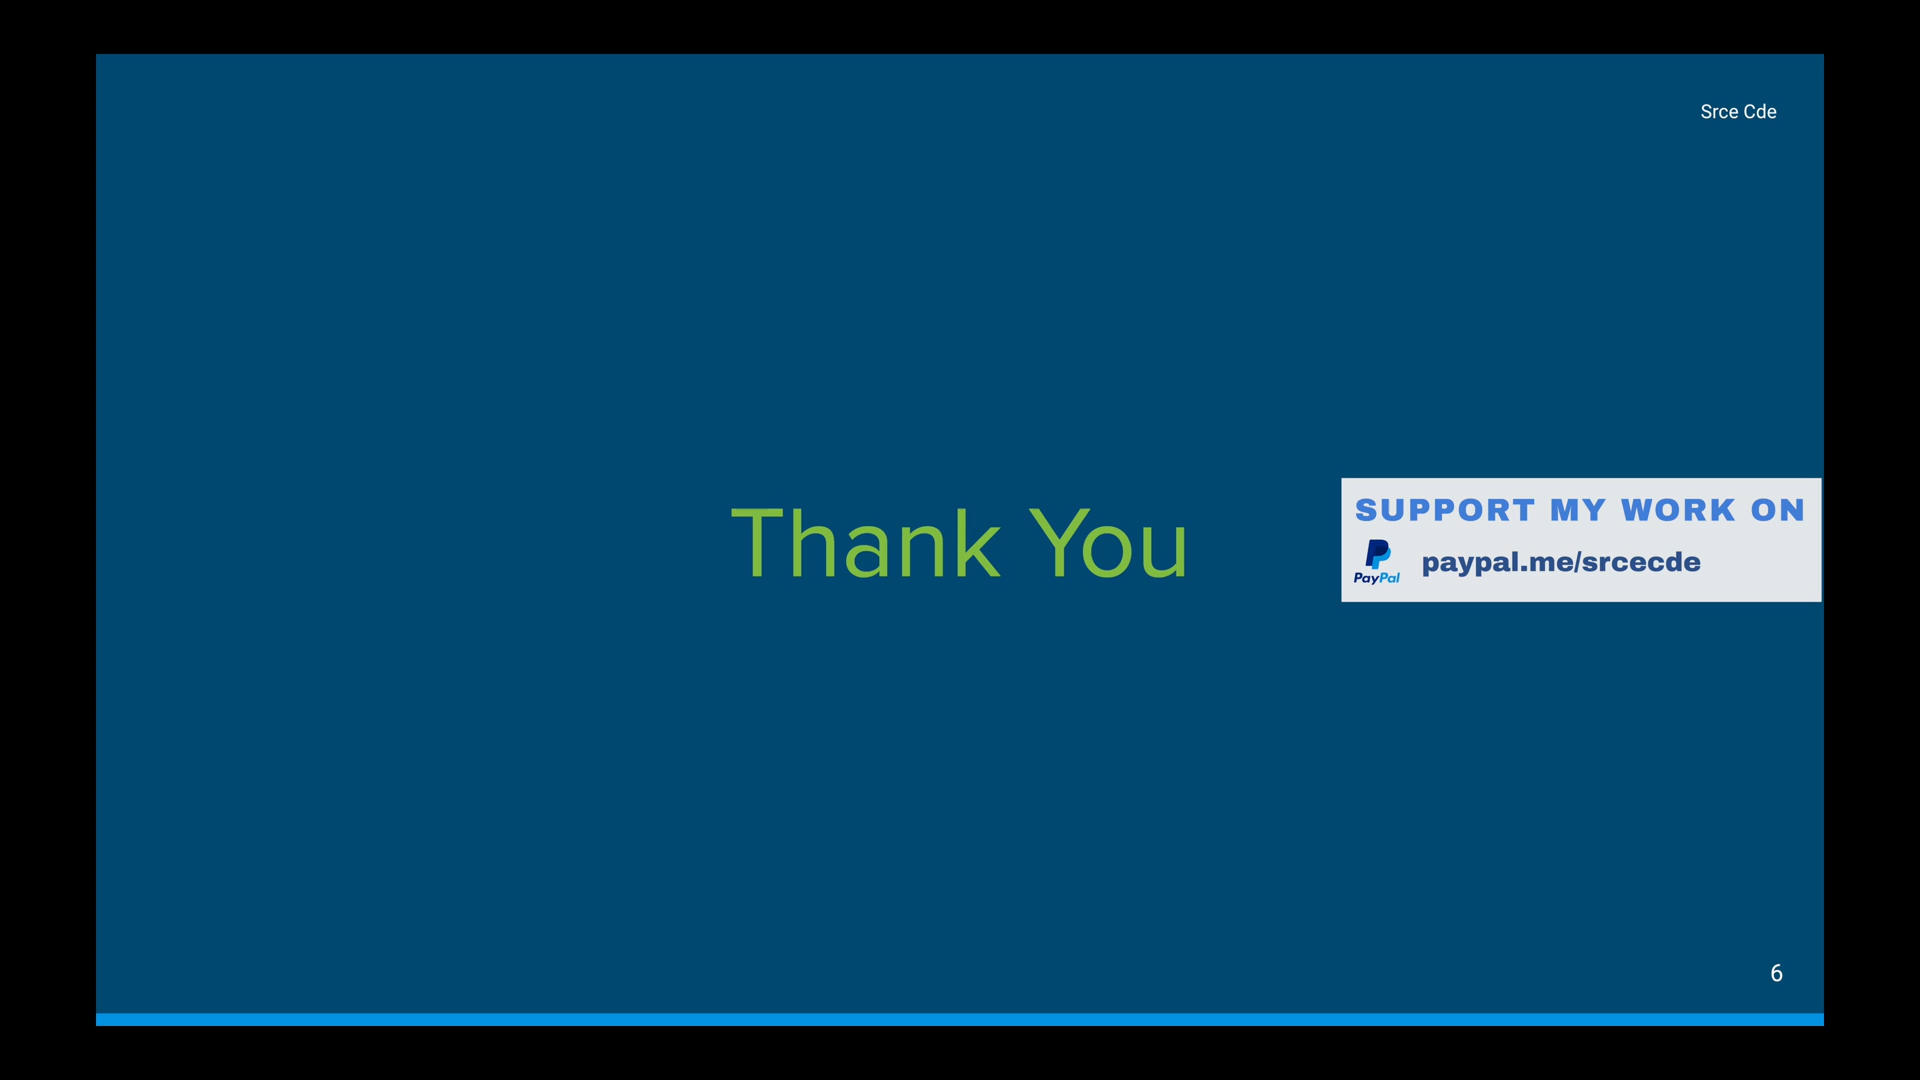 Srce Cde
Thank You
SUPPORT MY WORK ON
PayPal
paypal.me/srcecde
6